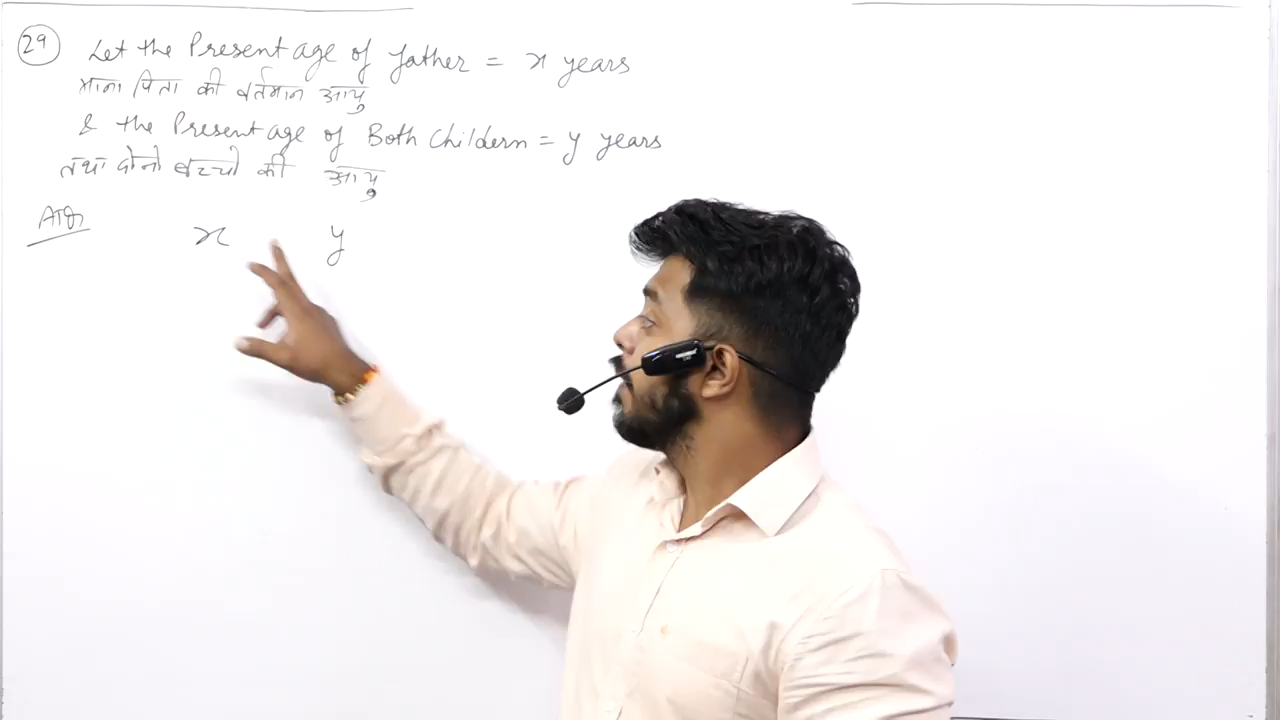 29 Let the Present age of father = x years
माना पिता की वर्तमान आयु
& the Present age of Both Childern = y years
तथा दोनो बच्चो की आयु
ATQ x y